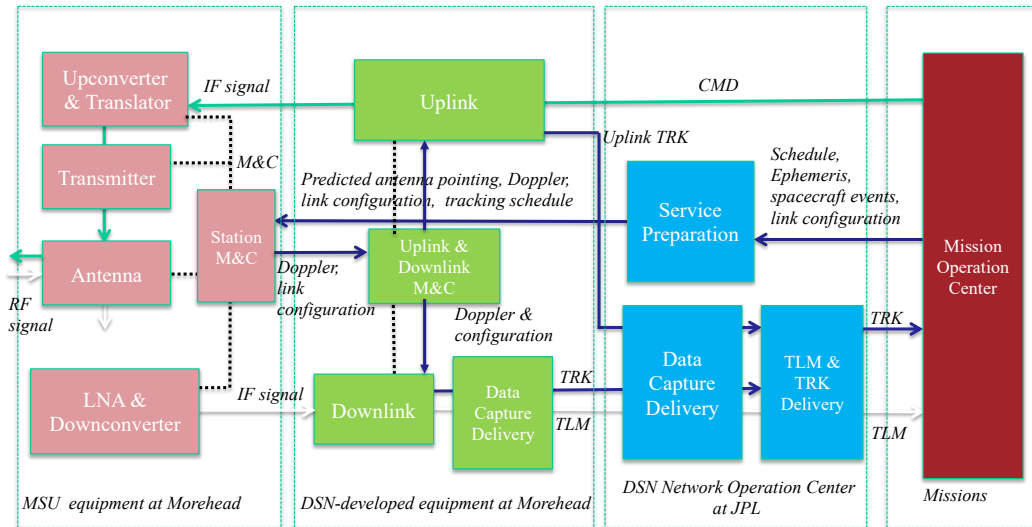 Upconverter
& Translator
IF signal
Uplink
CMD
Uplink TRK
M&C
Transmitter
Predicted antenna pointing, Doppler,
link configuration, tracking schedule
Schedule,
Ephemeris,
spacecraft events,
link configuration
Service
Preparation
Station
M&C
Uplink &
Downlink
M&C
Antenna
RF
signal
Doppler,
link
configuration
Mission
Operation
Center
Doppler &
configuration
LNA &
Downconverter
IF signal
Downlink
Data
Capture
Delivery
TRK
TLM
Data
Capture
Delivery
TLM &
TRK
Delivery
TRK
TLM
MSU equipment at Morehead
DSN-developed equipment at Morehead
DSN Network Operation Center
at JPL
Missions